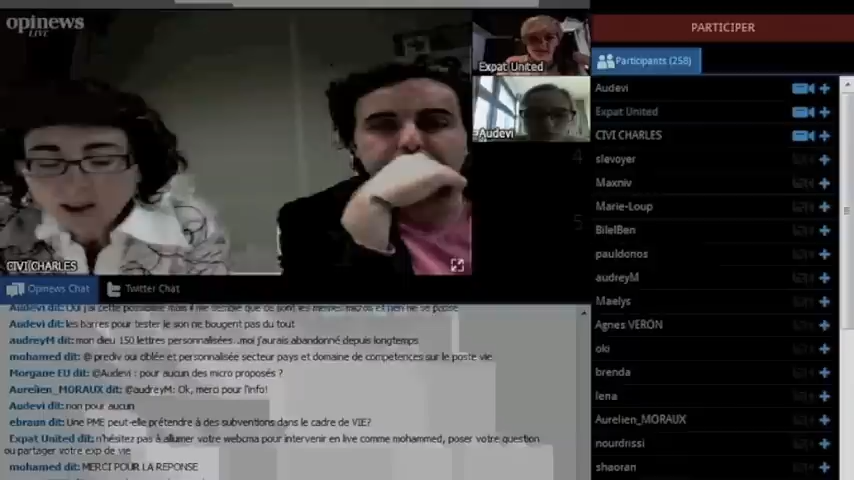 opinews
LIVE
Expat United
Audevi
4
5
CIVI CHARLES
PARTICIPER
Participants (258)
Audevi
Expat United
CIVI CHARLES
slevoyer
Maxniv
Marie-Loup
BilelBen
pauldonos
audreyM
Maelys
Agnes VERON
oki
brenda
lena
Aurelien_MORAUX
nourdrissi
shaoran
Opinews Chat
Twitter Chat
Audevi dit: les barres pour tester le son ne bougent pas du tout
audreyM dit: mon dieu 150 lettres personnalisées ..moi j'aurais abandonné depuis longtemps
mohamed dit: @ prediv oui ciblée et personnalisée secteur pays et domaine de competences sur le poste vie
Morgane EU dit: @Audevi : pour aucun des micro proposés ?
Aurelien_MORAUX dit: @audreyM: Ok, merci pour l'info!
Audevi dit: non pour aucun
ebraun dit: Une PME peut-elle prétendre à des subventions dans le cadre de VIE?
Expat United dit: n'hésitez pas à allumer votre webcma pour intervenir en live comme mohammed, poser votre question
ou partager votre exp de vie
mohamed dit: MERCI POUR LA REPONSE